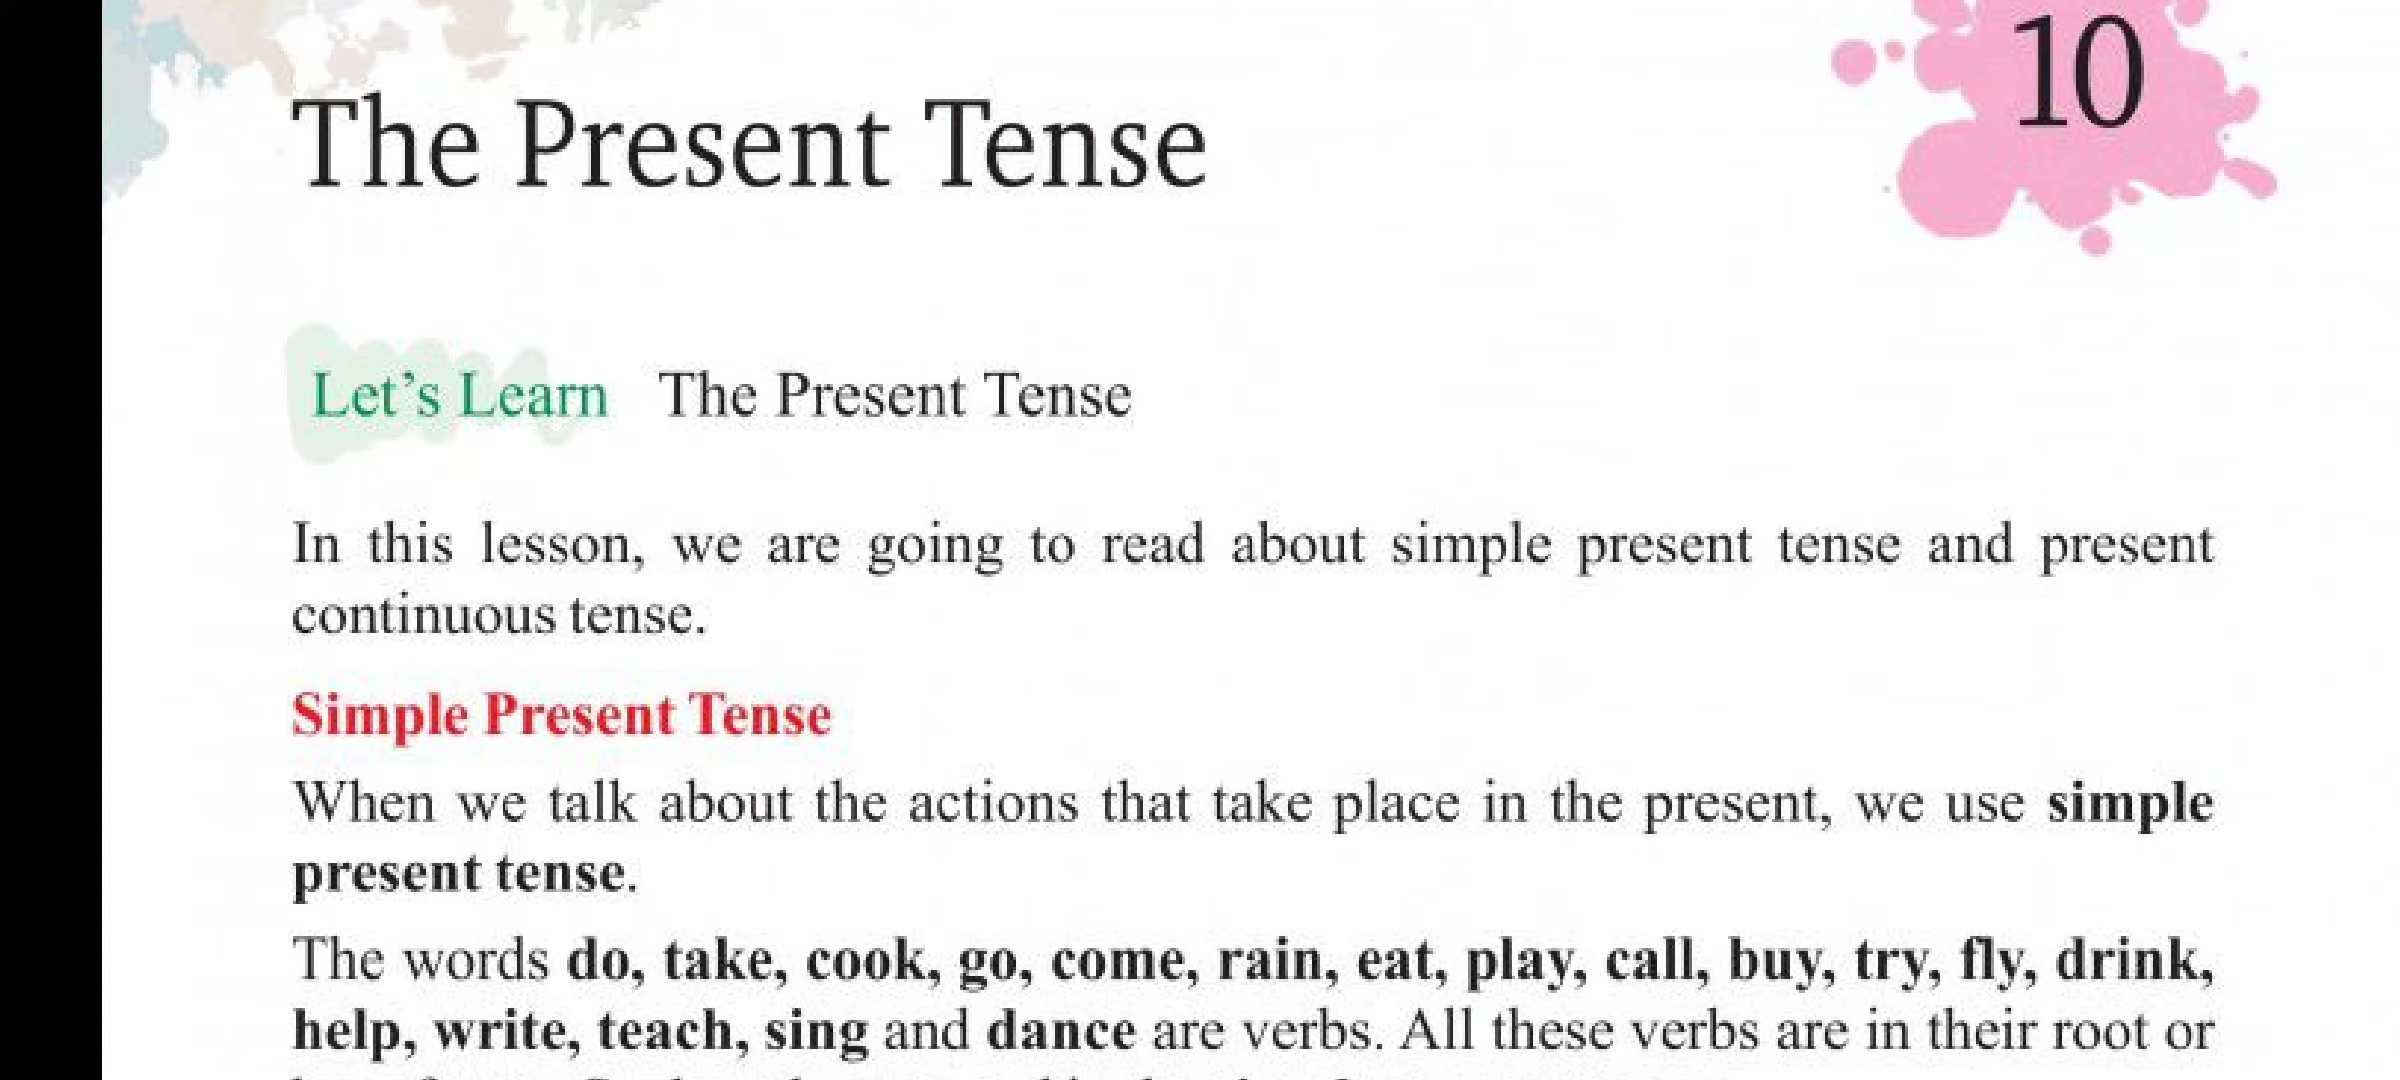 10
The Present Tense
Let's Learn The Present Tense
In this lesson, we are going to read about simple present tense and present
continuous tense.
Simple Present Tense
When we talk about the actions that take place in the present, we use simple
present tense.
The words do, take, cook, go, come, rain, eat, play, call, buy, try, fly, drink,
help, write, teach, sing and dance are verbs. All these verbs are in their root or